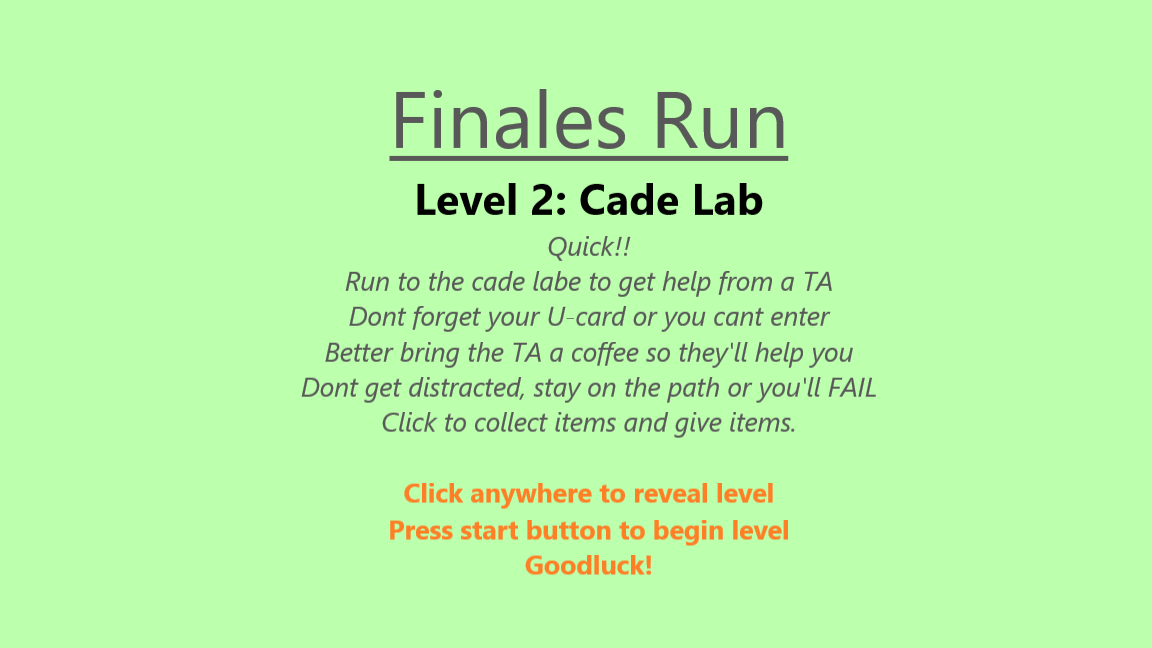 Finales Run
Level 2: Cade Lab
Quick!!
Run to the cade labe to get help from a TA
Dont forget your U-card or you cant enter
Better bring the TA a coffee so they'll help you
Dont get distracted, stay on the path or you'll FAIL
Click to collect items and give items.
Click anywhere to reveal level
Press start button to begin level
Goodluck!